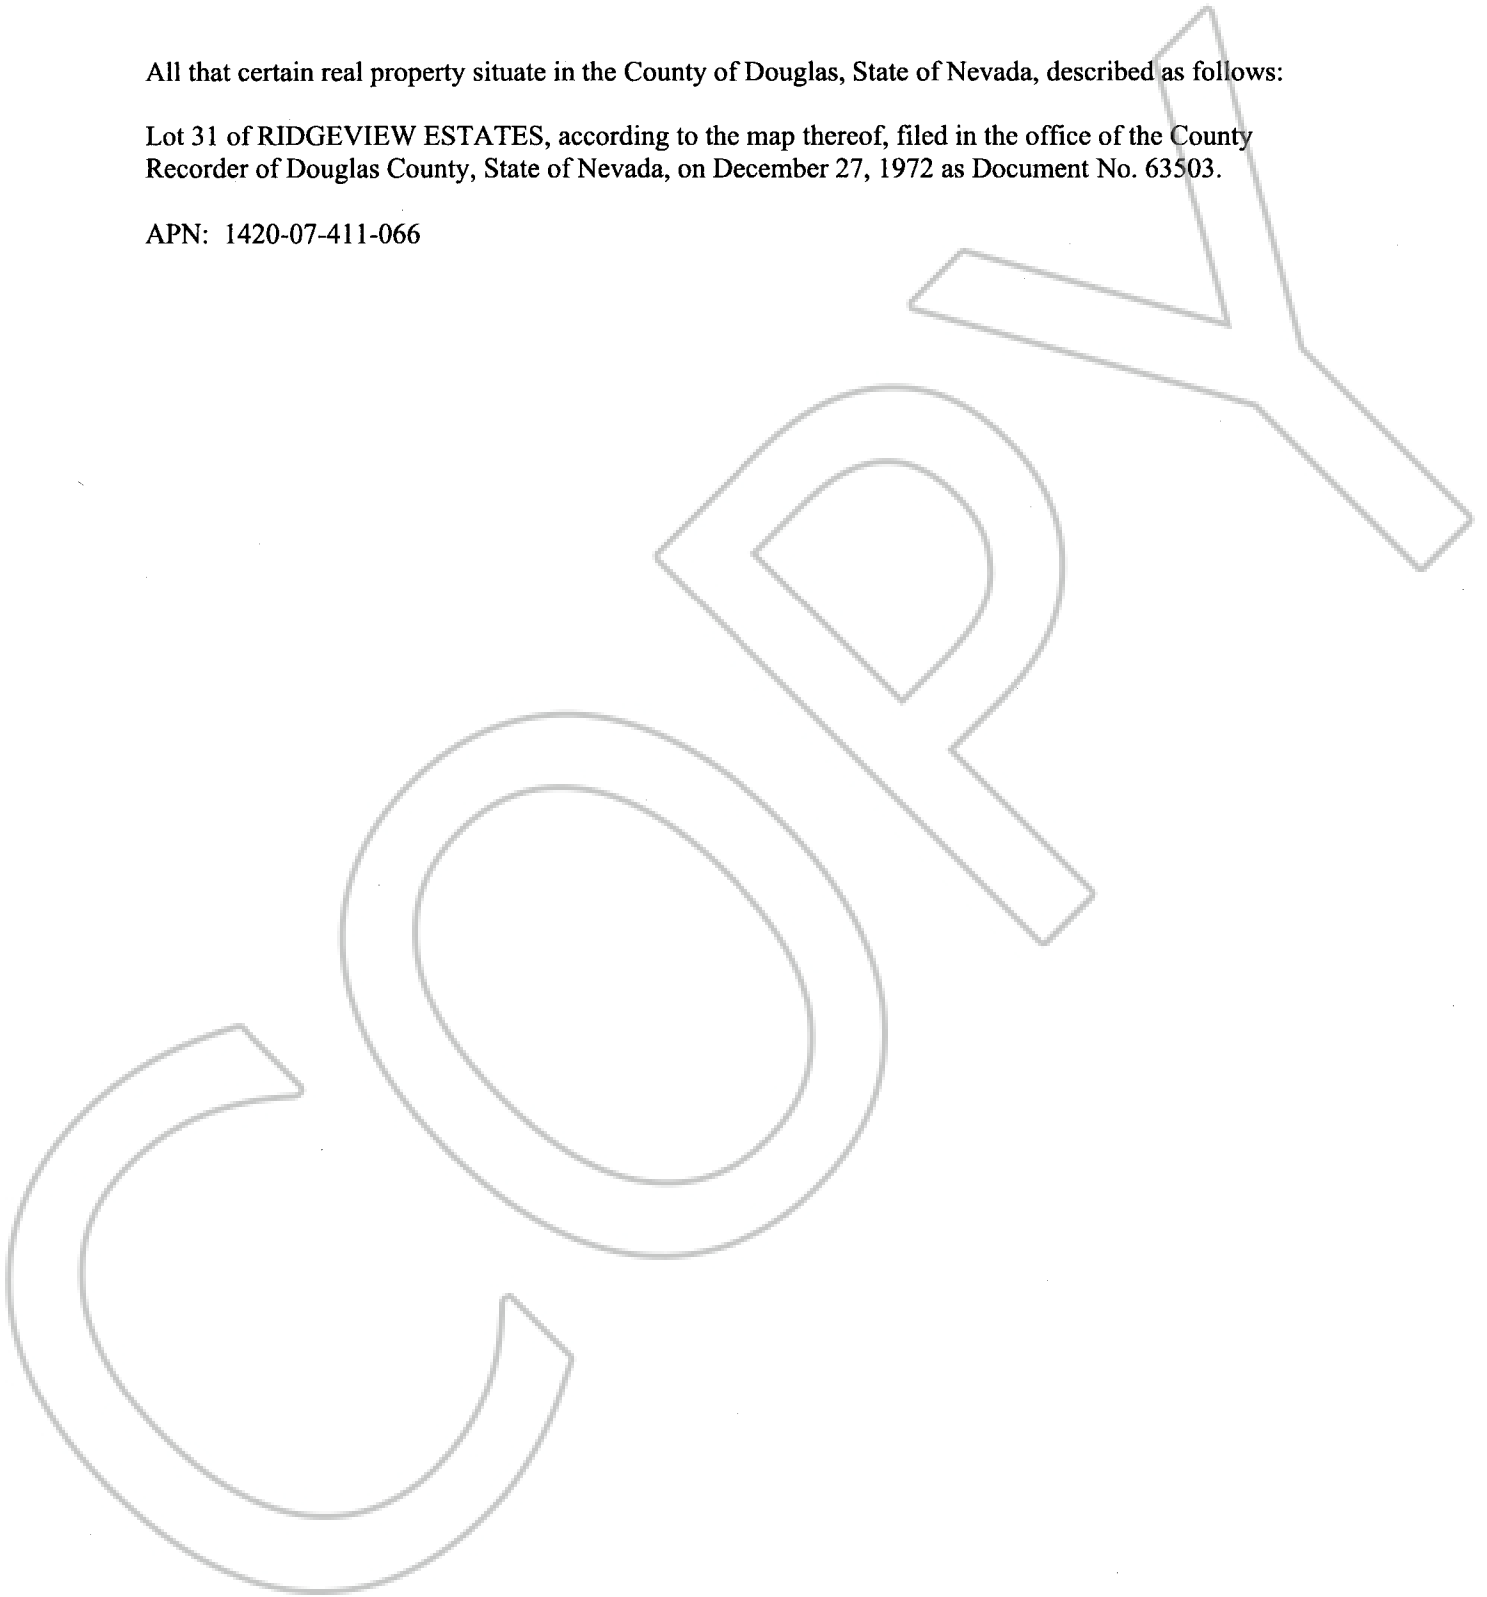 All that certain real property situate in the County of Douglas, State of Nevada, described as follows:
Lot 31 of RIDGEVIEW ESTATES, according to the map thereof, filed in the office of the County
Recorder of Douglas County, State of Nevada, on December 27, 1972 as Document No. 63503.
APN: 1420-07-411-066
COPY